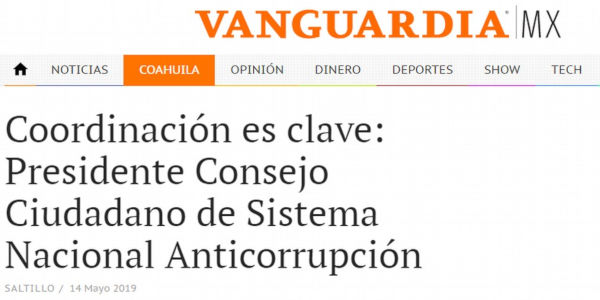 VANGUARDIA|MX
NOTICIAS COAHUILA OPINIÓN DINERO DEPORTES SHOW TECH
Coordinación es clave:
Presidente Consejo
Ciudadano de Sistema
Nacional Anticorrupción
SALTILLO / 14 Mayo 2019